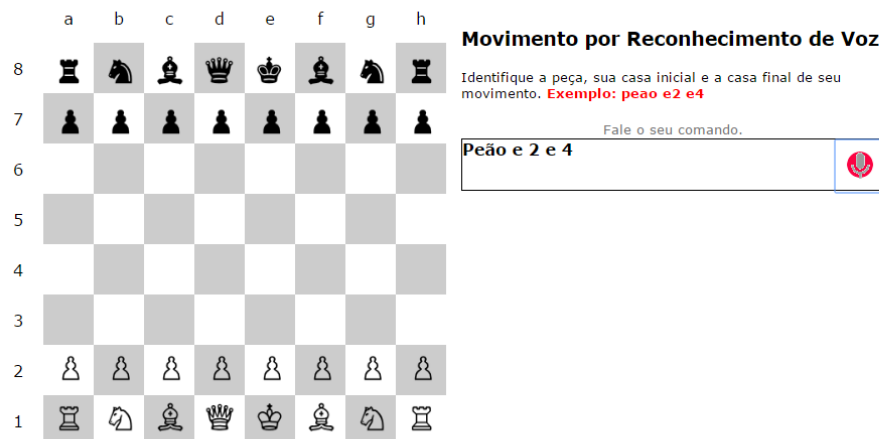 a b c d e f g h
8
7
6
5
4
3
2
1
Movimento por Reconhecimento de Voz
Identifique a peça, sua casa inicial e a casa final de seu
movimento. Exemplo: peao e2 e4
Fale o seu comando.
Peão e 2 e 4